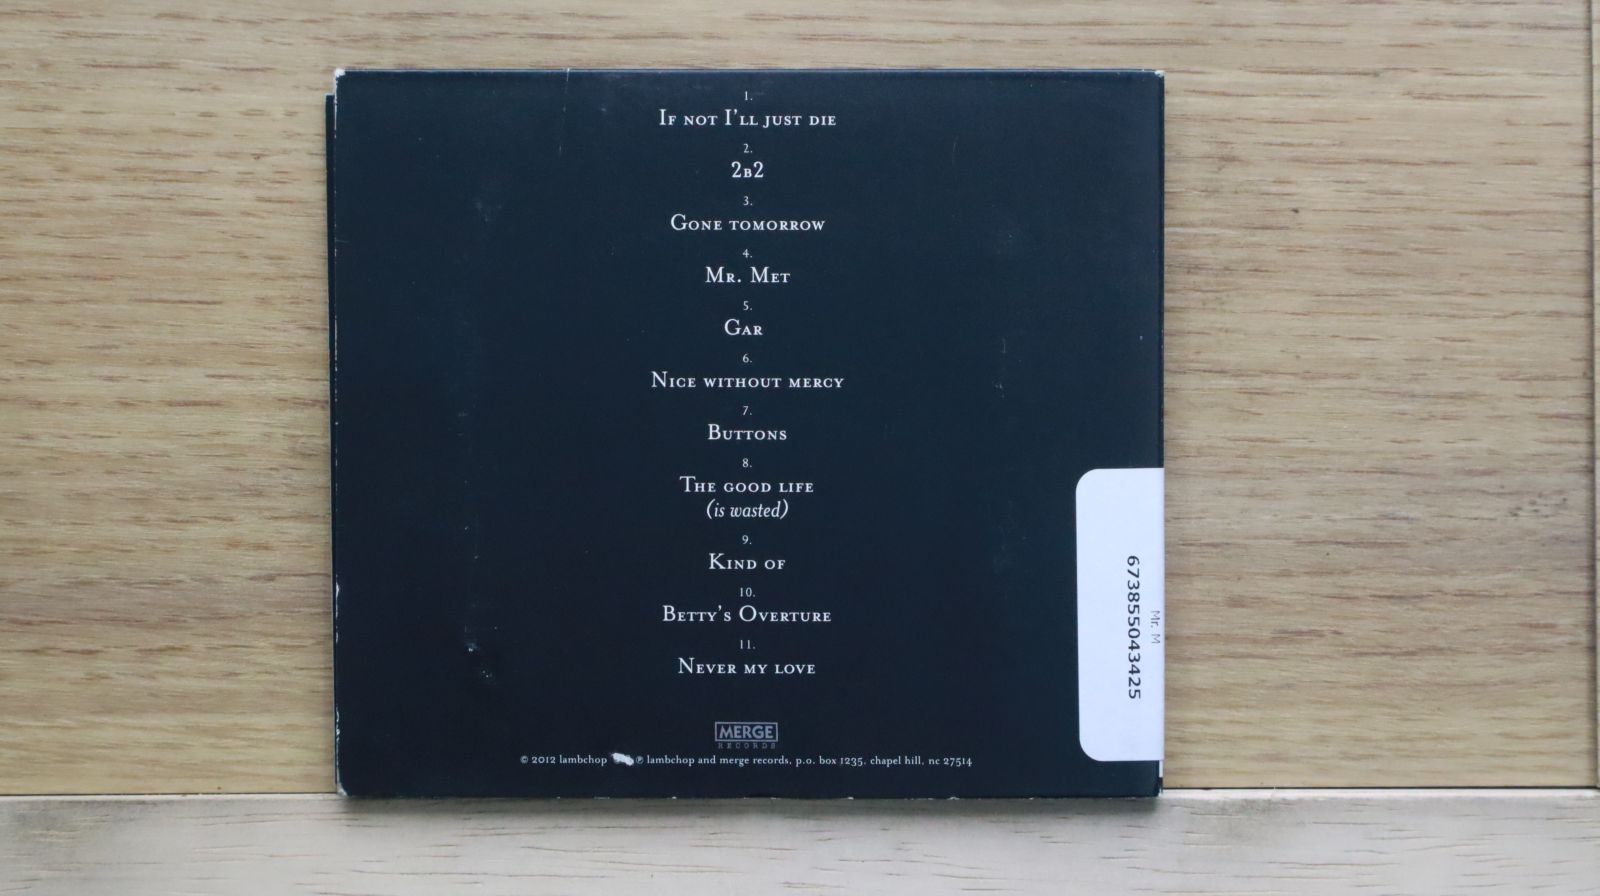 1.
If not I'll just die
2.
2b2
3.
Gone tomorrow
4.
Mr. Met
5.
Gar
6.
Nice without mercy
7.
Buttons
8.
The good life
(is wasted)
9.
Kind of
10.
Betty's Overture
11.
Never my love
MERGE
RECORDS
© 2012 lambchop ℗ lambchop and merge records, p.o. box 1235, chapel hill, nc 27514
Mr. M
673855043425